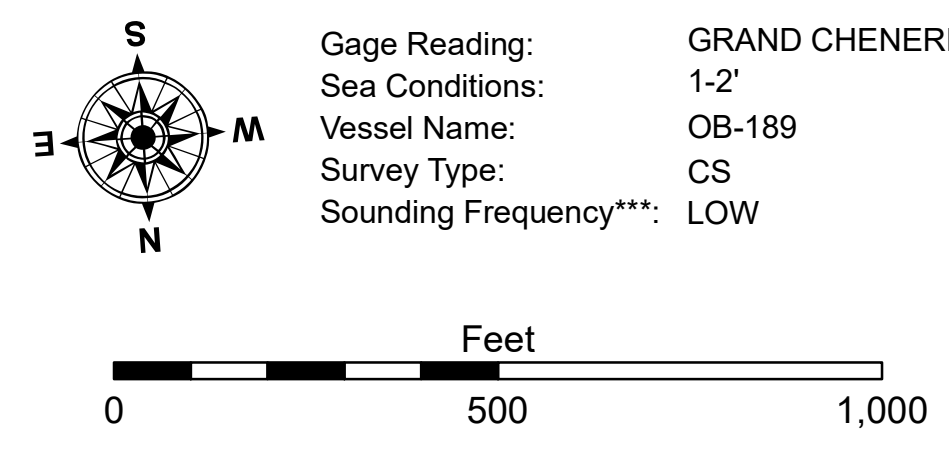 S
E
W
N
Gage Reading: GRAND CHENER
Sea Conditions: 1-2'
Vessel Name: OB-189
Survey Type: CS
Sounding Frequency***: LOW
Feet
0 500 1,000